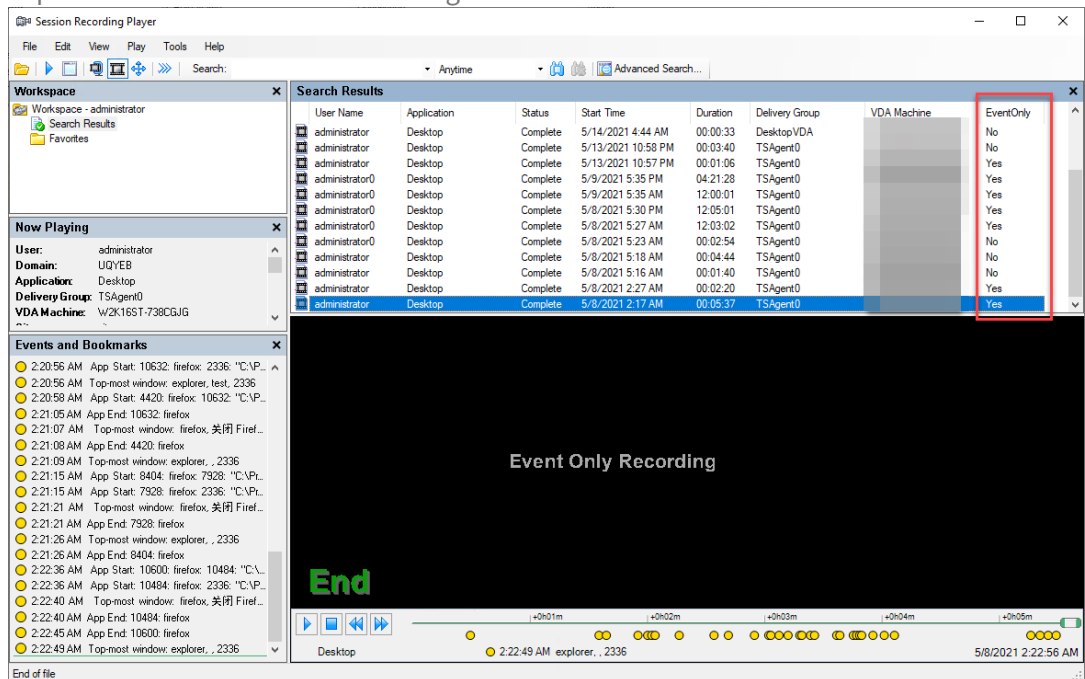 Session Recording Player
File Edit View Play Tools Help
Search: Anytime Advanced Search...
Workspace
Workspace - administrator
Search Results
Favorites
Search Results
User Name Application Status Start Time Duration Delivery Group VDA Machine EventOnly
administrator Desktop Complete 5/14/2021 4:44 AM 00:00:33 DesktopVDA No
administrator Desktop Complete 5/13/2021 10:58 PM 00:03:40 TSAgent0 No
administrator Desktop Complete 5/13/2021 10:57 PM 00:01:06 TSAgent0 Yes
administrator0 Desktop Complete 5/9/2021 5:35 PM 04:21:28 TSAgent0 Yes
administrator0 Desktop Complete 5/9/2021 5:35 AM 12:00:01 TSAgent0 Yes
administrator0 Desktop Complete 5/8/2021 5:30 PM 12:05:01 TSAgent0 Yes
administrator0 Desktop Complete 5/8/2021 5:27 AM 12:03:02 TSAgent0 Yes
administrator0 Desktop Complete 5/8/2021 5:23 AM 00:02:54 TSAgent0 No
administrator Desktop Complete 5/8/2021 5:18 AM 00:04:44 TSAgent0 No
administrator Desktop Complete 5/8/2021 5:16 AM 00:01:40 TSAgent0 No
administrator Desktop Complete 5/8/2021 2:27 AM 00:02:20 TSAgent0 Yes
administrator Desktop Complete 5/8/2021 2:17 AM 00:05:37 TSAgent0 Yes
Now Playing
User: administrator
Domain: UQYEB
Application: Desktop
Delivery Group: TSAgent0
VDA Machine: W2K16ST-738CGJG
Events and Bookmarks
2:20:56 AM App Start: 10632: firefox: 2336: "C:\P...
2:20:56 AM Top-most window: explorer, test, 2336
2:20:58 AM App Start: 4420: firefox: 10632: "C:\P...
2:21:05 AM App End: 10632: firefox
2:21:07 AM Top-most window: firefox, 关闭 Firef...
2:21:08 AM App End: 4420: firefox
2:21:09 AM Top-most window: explorer, , 2336
2:21:15 AM App Start: 8404: firefox: 7928: "C:\Pr...
2:21:15 AM App Start: 7928: firefox: 2336: "C:\Pr...
2:21:21 AM Top-most window: firefox, 关闭 Firef...
2:21:21 AM App End: 7928: firefox
2:21:26 AM Top-most window: explorer, , 2336
2:21:26 AM App End: 8404: firefox
2:22:36 AM App Start: 10600: firefox: 10484: "C:\...
2:22:36 AM App Start: 10484: firefox: 2336: "C:\P...
2:22:40 AM Top-most window: firefox, 关闭 Firef...
2:22:40 AM App End: 10484: firefox
2:22:45 AM App End: 10600: firefox
2:22:49 AM Top-most window: explorer, , 2336
Event Only Recording
End
+0h01m +0h02m +0h03m +0h04m +0h05m
Desktop 2:22:49 AM explorer, , 2336 5/8/2021 2:22:56 AM
End of file